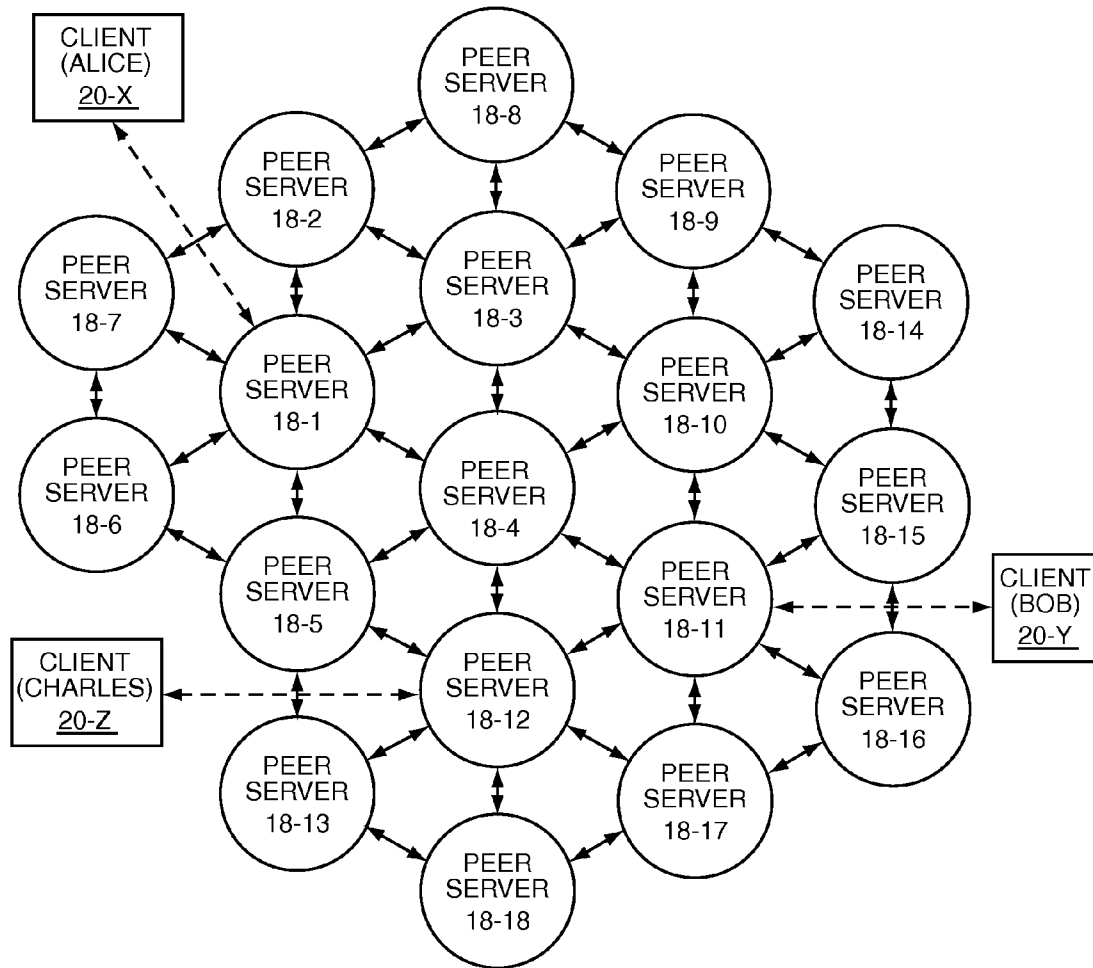 CLIENT
(ALICE)
20-X
PEER
SERVER
18-8
PEER
SERVER
18-2
PEER
SERVER
18-9
PEER
SERVER
18-7
PEER
SERVER
18-3
PEER
SERVER
18-14
PEER
SERVER
18-1
PEER
SERVER
18-10
PEER
SERVER
18-6
PEER
SERVER
18-4
PEER
SERVER
18-15
PEER
SERVER
18-5
PEER
SERVER
18-11
CLIENT
(BOB)
20-Y
CLIENT
(CHARLES)
20-Z
PEER
SERVER
18-12
PEER
SERVER
18-16
PEER
SERVER
18-13
PEER
SERVER
18-17
PEER
SERVER
18-18